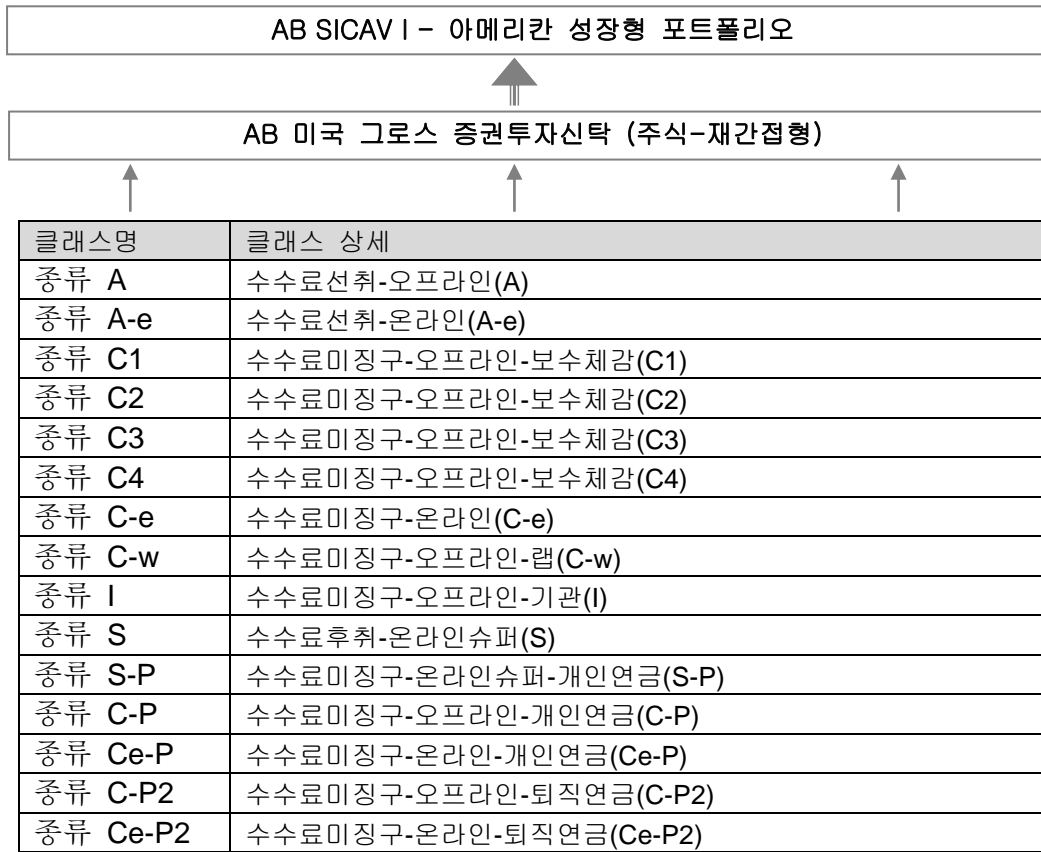 AB SICAV I - 아메리칸 성장형 포트폴리오
AB 미국 그로스 증권투자신탁 (주식-재간접형)
클래스명 클래스 상세
종류 A 수수료선취-오프라인(A)
종류 A-e 수수료선취-온라인(A-e)
종류 C1 수수료미징구-오프라인-보수체감(C1)
종류 C2 수수료미징구-오프라인-보수체감(C2)
종류 C3 수수료미징구-오프라인-보수체감(C3)
종류 C4 수수료미징구-오프라인-보수체감(C4)
종류 C-e 수수료미징구-온라인(C-e)
종류 C-w 수수료미징구-오프라인-랩(C-w)
종류 I 수수료미징구-오프라인-기관(I)
종류 S 수수료후취-온라인슈퍼(S)
종류 S-P 수수료미징구-온라인슈퍼-개인연금(S-P)
종류 C-P 수수료미징구-오프라인-개인연금(C-P)
종류 Ce-P 수수료미징구-온라인-개인연금(Ce-P)
종류 C-P2 수수료미징구-오프라인-퇴직연금(C-P2)
종류 Ce-P2 수수료미징구-온라인-퇴직연금(Ce-P2)